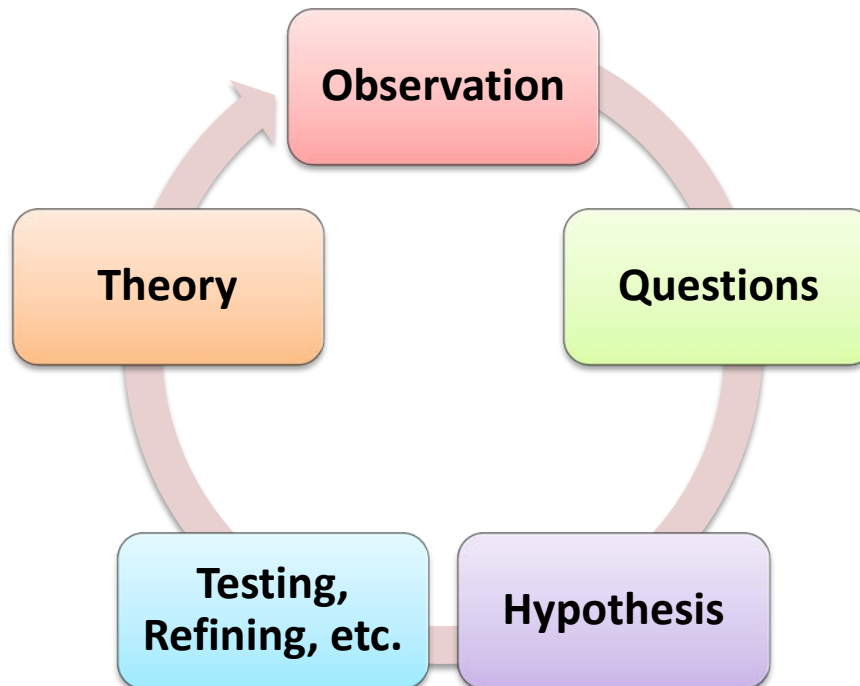 Observation
Questions
Hypothesis
Testing,
Refining, etc.
Theory